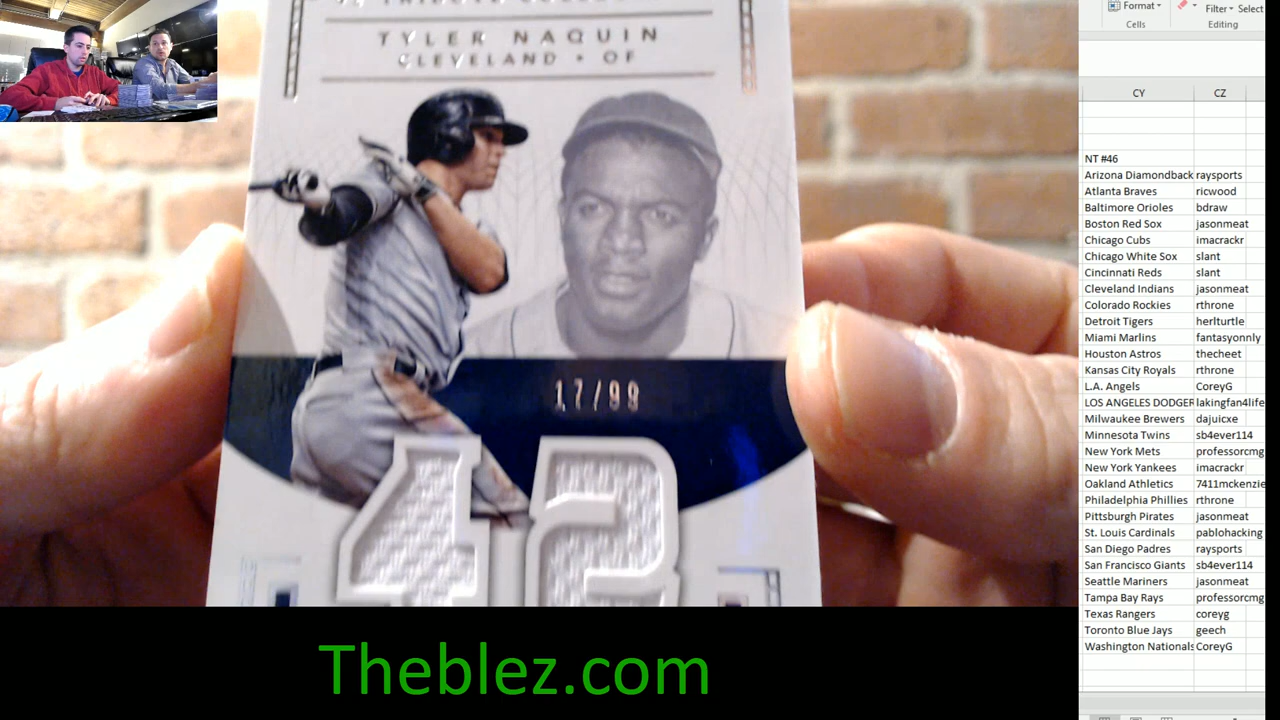 TYLER NAQUIN
CLEVELAND • OF
17/99
42
Theblez.com
Format
Filter
Select
Cells
Editing
CY CZ
NT #46
Arizona Diamondback raysports
Atlanta Braves ricwood
Baltimore Orioles bdraw
Boston Red Sox jasonmeat
Chicago Cubs imacrackr
Chicago White Sox slant
Cincinnati Reds slant
Cleveland Indians jasonmeat
Colorado Rockies rthrone
Detroit Tigers herlturtle
Miami Marlins fantasyonnly
Houston Astros thecheet
Kansas City Royals rthrone
L.A. Angels CoreyG
LOS ANGELES DODGER lakingfan4life
Milwaukee Brewers dajuicxe
Minnesota Twins sb4ever114
New York Mets professorcmg
New York Yankees imacrackr
Oakland Athletics 7411mckenzie
Philadelphia Phillies rthrone
Pittsburgh Pirates jasonmeat
St. Louis Cardinals pablohacking
San Diego Padres raysports
San Francisco Giants sb4ever114
Seattle Mariners jasonmeat
Tampa Bay Rays professorcmg
Texas Rangers coreyg
Toronto Blue Jays geech
Washington Nationals CoreyG